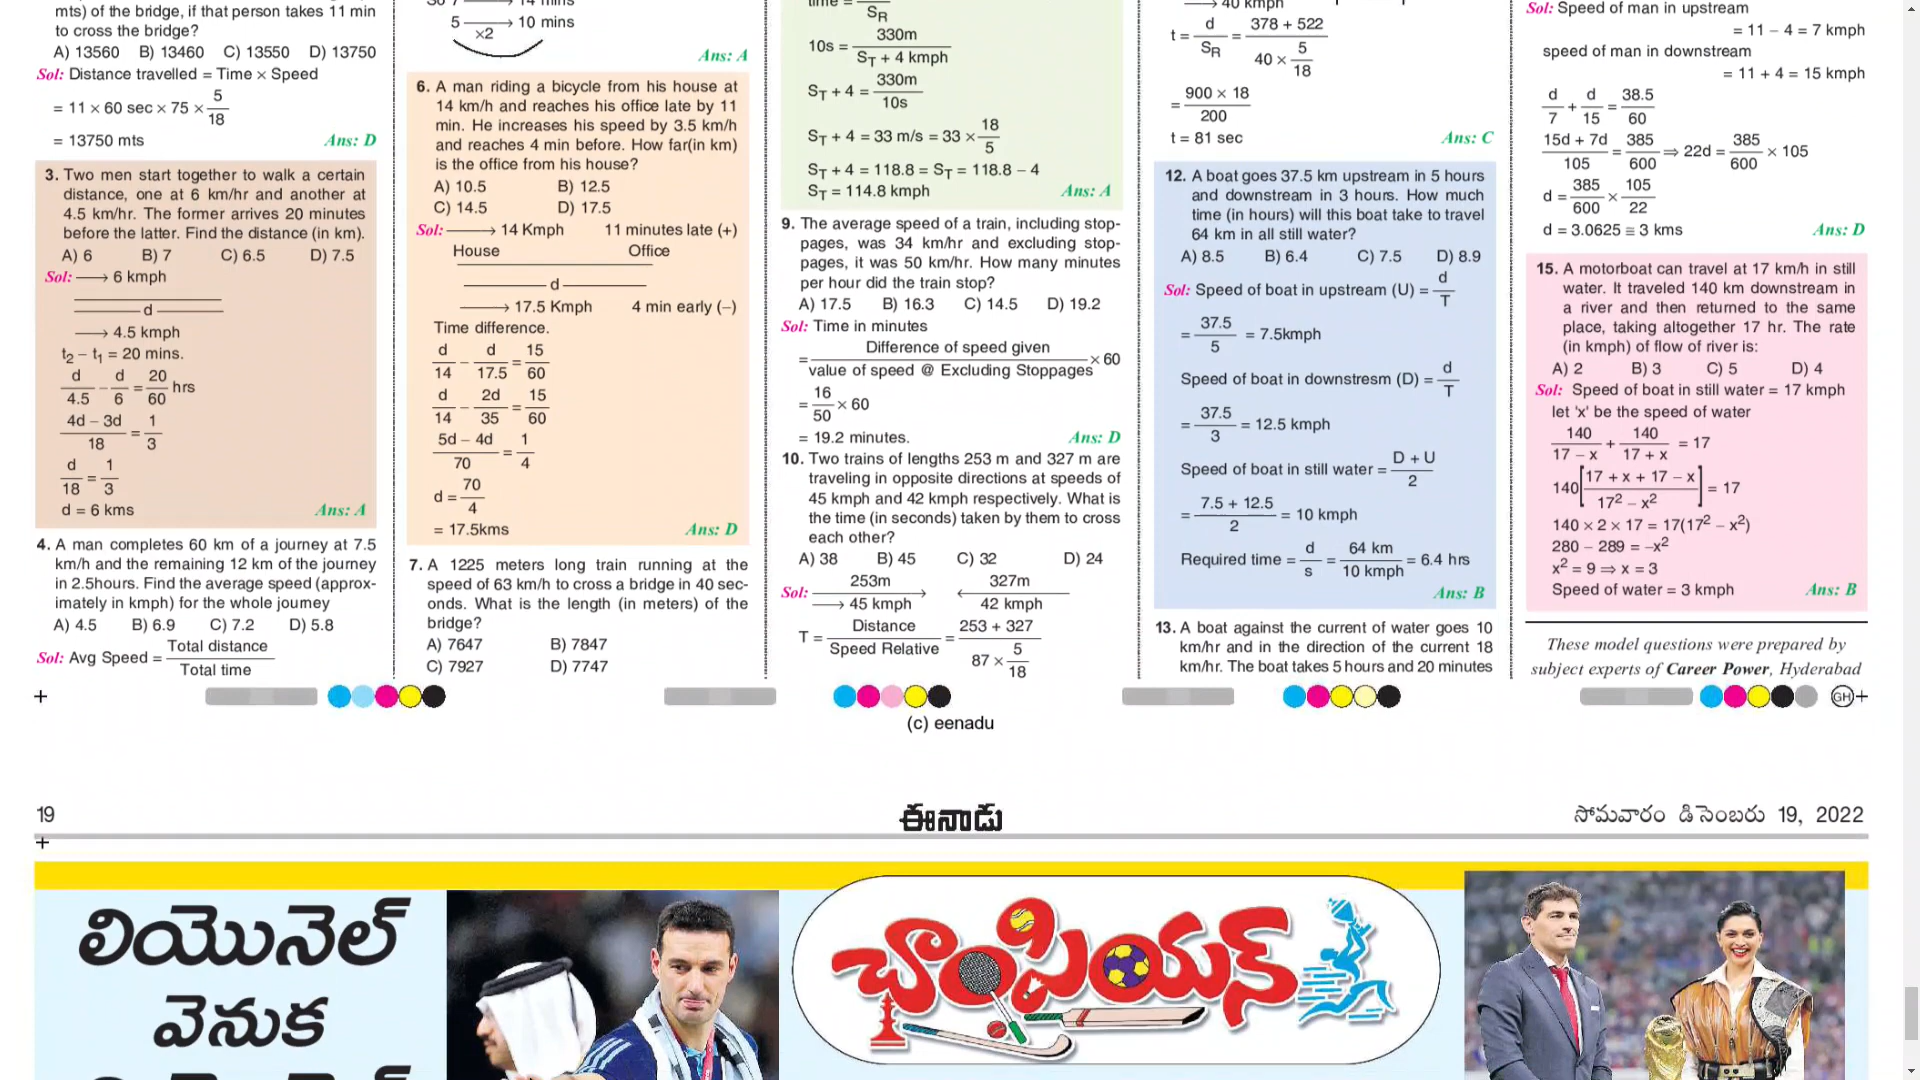 mts) of the bridge, if that person takes 11 min
to cross the bridge?
A) 13560 B) 13460 C) 13550 D) 13750
Sol: Distance travelled = Time × Speed
= 11 × 60 sec × 75 × 5/18
= 13750 mts Ans: D
3. Two men start together to walk a certain
distance, one at 6 km/hr and another at
4.5 km/hr. The former arrives 20 minutes
before the latter. Find the distance (in km).
A) 6 B) 7 C) 6.5 D) 7.5
Sol: → 6 kmph
d
→ 4.5 kmph
t2 – t1 = 20 mins.
d/4.5 – d/6 = 20/60 hrs
(4d – 3d)/18 = 1/3
d/18 = 1/3
d = 6 kms Ans: A
4. A man completes 60 km of a journey at 7.5
km/h and the remaining 12 km of the journey
in 2.5hours. Find the average speed (approx-
imately in kmph) for the whole journey
A) 4.5 B) 6.9 C) 7.2 D) 5.8
Sol: Avg Speed = Total distance/Total time
5 → 10 mins
×2
Ans: A
6. A man riding a bicycle from his house at
14 km/h and reaches his office late by 11
min. He increases his speed by 3.5 km/h
and reaches 4 min before. How far(in km)
is the office from his house?
A) 10.5 B) 12.5
C) 14.5 D) 17.5
Sol: → 14 Kmph 11 minutes late (+)
House Office
d
→ 17.5 Kmph 4 min early (–)
Time difference.
d/14 – d/17.5 = 15/60
d/14 – 2d/35 = 15/60
(5d – 4d)/70 = 1/4
d = 70/4
= 17.5kms Ans: D
7. A 1225 meters long train running at the
speed of 63 km/h to cross a bridge in 40 sec-
onds. What is the length (in meters) of the
bridge?
A) 7647 B) 7847
C) 7927 D) 7747
time = /SR
10s = 330m/(ST + 4 kmph)
ST + 4 = 330m/10s
ST + 4 = 33 m/s = 33 × 18/5
ST + 4 = 118.8 = ST = 118.8 – 4
ST = 114.8 kmph Ans: A
9. The average speed of a train, including stop-
pages, was 34 km/hr and excluding stop-
pages, it was 50 km/hr. How many minutes
per hour did the train stop?
A) 17.5 B) 16.3 C) 14.5 D) 19.2
Sol: Time in minutes
= Difference of speed given/value of speed @ Excluding Stoppages × 60
= 16/50 × 60
= 19.2 minutes. Ans: D
10. Two trains of lengths 253 m and 327 m are
traveling in opposite directions at speeds of
45 kmph and 42 kmph respectively. What is
the time (in seconds) taken by them to cross
each other?
A) 38 B) 45 C) 32 D) 24
Sol: 253m 327m
→ 45 kmph 42 kmph
T = Distance/Speed Relative = (253 + 327)/(87 × 5/18)
→ 40 kmph
t = d/SR = (378 + 522)/(40 × 5/18)
= (900 × 18)/200
t = 81 sec Ans: C
12. A boat goes 37.5 km upstream in 5 hours
and downstream in 3 hours. How much
time (in hours) will this boat take to travel
64 km in all still water?
A) 8.5 B) 6.4 C) 7.5 D) 8.9
Sol: Speed of boat in upstream (U) = d/T
= 37.5/5 = 7.5kmph
Speed of boat in downstresm (D) = d/T
= 37.5/3 = 12.5 kmph
Speed of boat in still water = (D + U)/2
= (7.5 + 12.5)/2 = 10 kmph
Required time = d/s = 64 km/10 kmph = 6.4 hrs
Ans: B
13. A boat against the current of water goes 10
km/hr and in the direction of the current 18
km/hr. The boat takes 5 hours and 20 minutes
Sol: Speed of man in upstream
= 11 – 4 = 7 kmph
speed of man in downstream
= 11 + 4 = 15 kmph
d/7 + d/15 = 38.5/60
(15d + 7d)/105 = 385/600 ⇒ 22d = 385/600 × 105
d = 385/600 × 105/22
d = 3.0625 ≅ 3 kms Ans: D
15. A motorboat can travel at 17 km/h in still
water. It traveled 140 km downstream in
a river and then returned to the same
place, taking altogether 17 hr. The rate
(in kmph) of flow of river is:
A) 2 B) 3 C) 5 D) 4
Sol: Speed of boat in still water = 17 kmph
let 'x' be the speed of water
140/(17 – x) + 140/(17 + x) = 17
140[(17 + x + 17 – x)/(17² – x²)] = 17
140 × 2 × 17 = 17(17² – x²)
280 – 289 = –x²
x² = 9 ⇒ x = 3
Speed of water = 3 kmph Ans: B
These model questions were prepared by
subject experts of Career Power, Hyderabad
GH
(c) eenadu
19 ఈనాడు సోమవారం డిసెంబరు 19, 2022
లియొనెల్
వెనుక
చాంపియన్